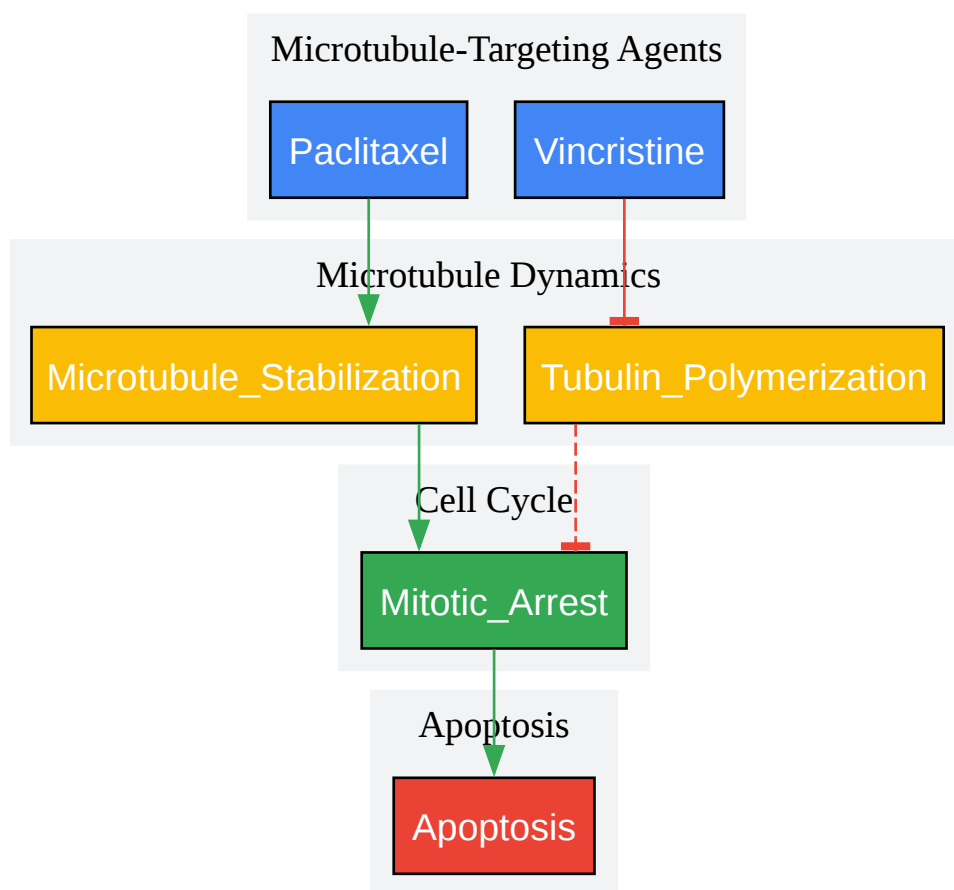 Microtubule-Targeting Agents
Paclitaxel
Vincristine
Microtubule Dynamics
Microtubule_Stabilization
Tubulin_Polymerization
Cell Cycle
Mitotic_Arrest
Apoptosis
Apoptosis